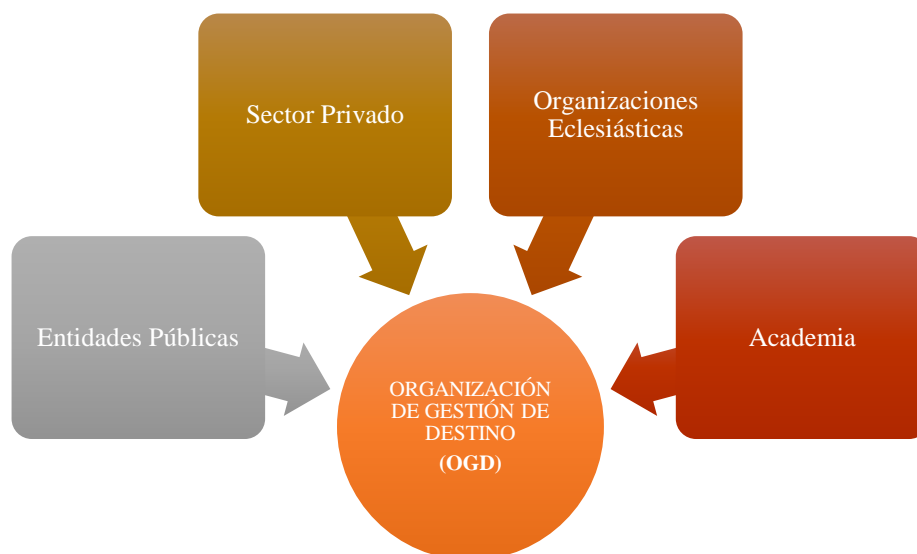 Sector Privado
Organizaciones
Eclesiásticas
Entidades Públicas
Academia
ORGANIZACIÓN
DE GESTIÓN DE
DESTINO
(OGD)